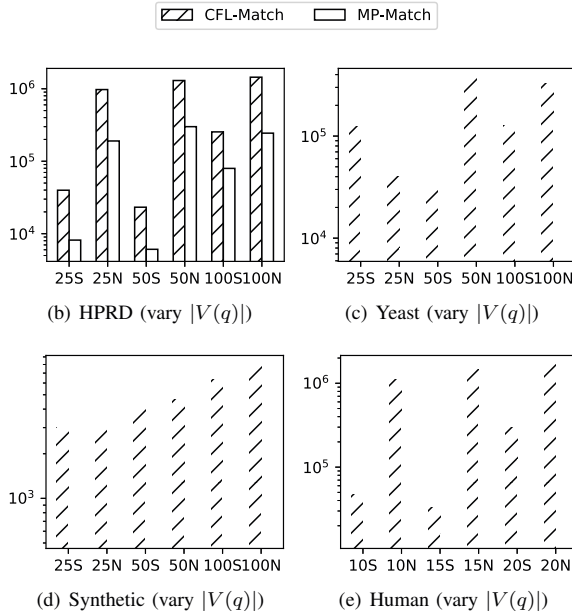 CFL-Match MP-Match
10^6
10^5
10^4
25S 25N 50S 50N 100S 100N
(b) HPRD (vary |V(q)|)
10^5
10^4
25S 25N 50S 50N 100S 100N
(c) Yeast (vary |V(q)|)
10^3
25S 25N 50S 50N 100S 100N
(d) Synthetic (vary |V(q)|)
10^6
10^5
10S 10N 15S 15N 20S 20N
(e) Human (vary |V(q)|)